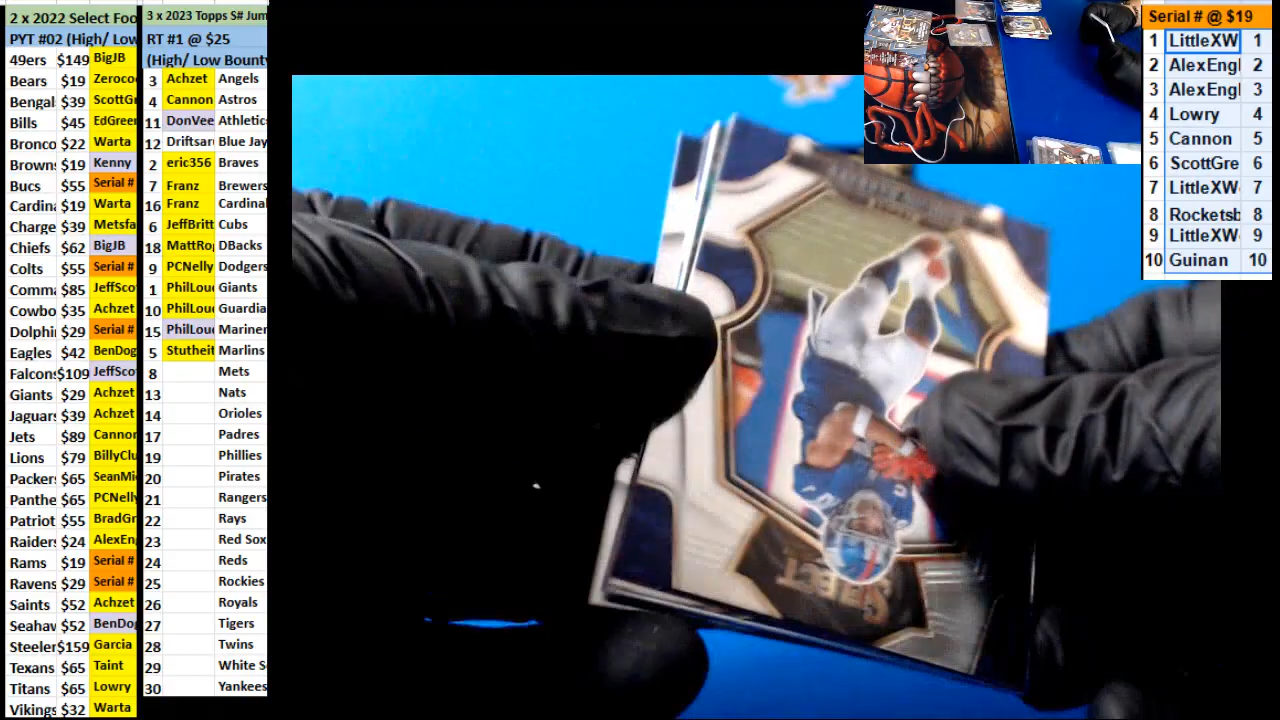 2 x 2022 Select Foo
PYT #02 (High/ Low
49ers $149 BigJB
Bears $19 Zeroco
Bengal $39 ScottGr
Bills $45 EdGreer
Bronco $22 Warta
Browns $19 Kenny
Bucs $55 Serial #
Cardina $19 Warta
Charge $39 Metsfa
Chiefs $62 BigJB
Colts $55 Serial #
Comma $85 JeffSco
Cowbo $35 Achzet
Dolphi $29 Serial #
Eagles $42 BenDog
Falcons $109 JeffSco
Giants $29 Achzet
Jaguars $39 Achzet
Jets $89 Cannor
Lions $79 BillyClu
Packers $65 SeanMi
Panthe $65 PCNelly
Patriot $55 BradGr
Raiders $24 AlexEn
Rams $19 Serial #
Ravens $29 Serial #
Saints $52 Achzet
Seahav $52 BenDo
Steeler $159 Garcia
Texans $65 Taint
Titans $65 Lowry
Vikings $32 Warta
3 x 2023 Topps S# Jum
RT #1 @ $25
(High/ Low Bounty
3 Achzet Angels
4 Cannon Astros
11 DonVee Athletic
12 Driftsar Blue Jay
2 eric356 Braves
7 Franz Brewers
16 Franz Cardinal
6 JeffBritt Cubs
18 MattRo DBacks
9 PCNelly Dodgers
1 PhilLou Giants
10 PhilLou Guardia
15 PhilLou Mariner
5 Stutheit Marlins
8 Mets
13 Nats
14 Orioles
17 Padres
19 Phillies
20 Pirates
21 Rangers
22 Rays
23 Red Sox
24 Reds
25 Rockies
26 Royals
27 Tigers
28 Twins
29 White S
30 Yankees
SELECT
Serial # @ $19
1 LittleXW 1
2 AlexEngl 2
3 AlexEngl 3
4 Lowry 4
5 Cannon 5
6 ScottGre 6
7 LittleXW 7
8 Rocketsb 8
9 LittleXW 9
10 Guinan 10